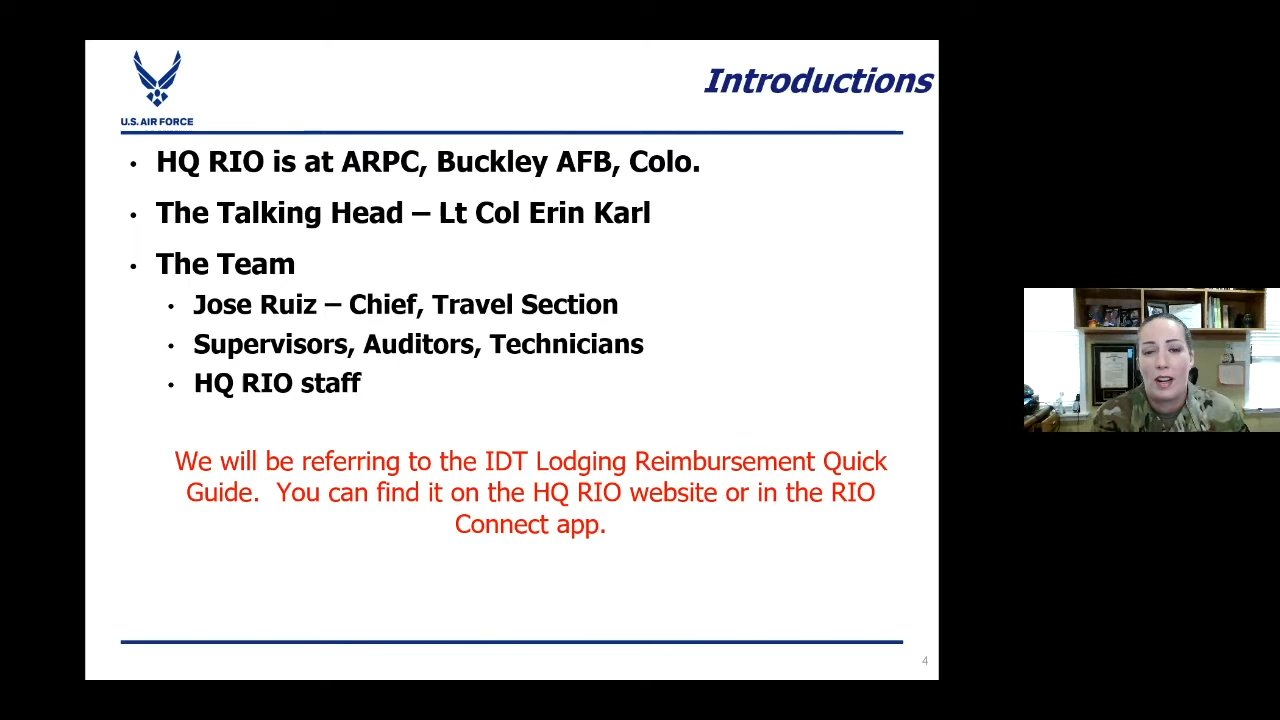 Introductions
U.S. AIR FORCE
HQ RIO is at ARPC, Buckley AFB, Colo.
The Talking Head – Lt Col Erin Karl
The Team
Jose Ruiz – Chief, Travel Section
Supervisors, Auditors, Technicians
HQ RIO staff
We will be referring to the IDT Lodging Reimbursement Quick
Guide. You can find it on the HQ RIO website or in the RIO
Connect app.
4